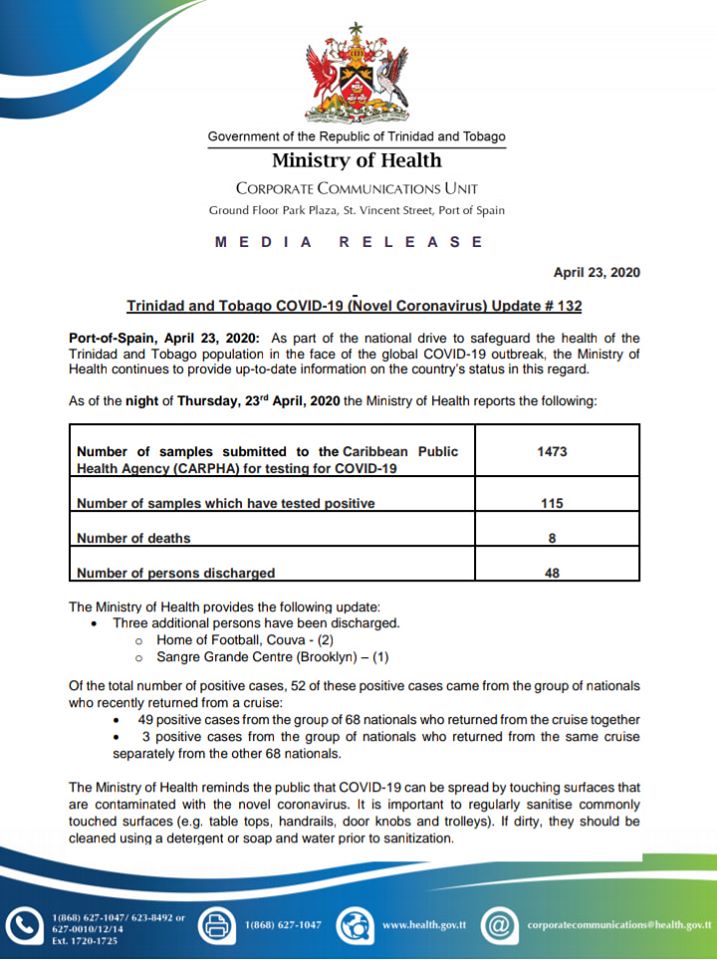 Government of the Republic of Trinidad and Tobago
Ministry of Health
CORPORATE COMMUNICATIONS UNIT
Ground Floor Park Plaza, St. Vincent Street, Port of Spain
MEDIA RELEASE
April 23, 2020
Trinidad and Tobago COVID-19 (Novel Coronavirus) Update # 132
Port-of-Spain, April 23, 2020: As part of the national drive to safeguard the health of the
Trinidad and Tobago population in the face of the global COVID-19 outbreak, the Ministry of
Health continues to provide up-to-date information on the country's status in this regard.
As of the night of Thursday, 23rd April, 2020 the Ministry of Health reports the following:
Number of samples submitted to the Caribbean Public 1473
Health Agency (CARPHA) for testing for COVID-19
Number of samples which have tested positive 115
Number of deaths 8
Number of persons discharged 48
The Ministry of Health provides the following update:
• Three additional persons have been discharged.
o Home of Football, Couva - (2)
o Sangre Grande Centre (Brooklyn) – (1)
Of the total number of positive cases, 52 of these positive cases came from the group of nationals
who recently returned from a cruise:
• 49 positive cases from the group of 68 nationals who returned from the cruise together
• 3 positive cases from the group of nationals who returned from the same cruise
separately from the other 68 nationals.
The Ministry of Health reminds the public that COVID-19 can be spread by touching surfaces that
are contaminated with the novel coronavirus. It is important to regularly sanitise commonly
touched surfaces (e.g. table tops, handrails, door knobs and trolleys). If dirty, they should be
cleaned using a detergent or soap and water prior to sanitization.
1(868) 627-1047/ 623-8492 or
627-0010/12/14
Ext. 1720-1725
1(868) 627-1047
www.health.gov.tt
corporatecommunications@health.gov.tt